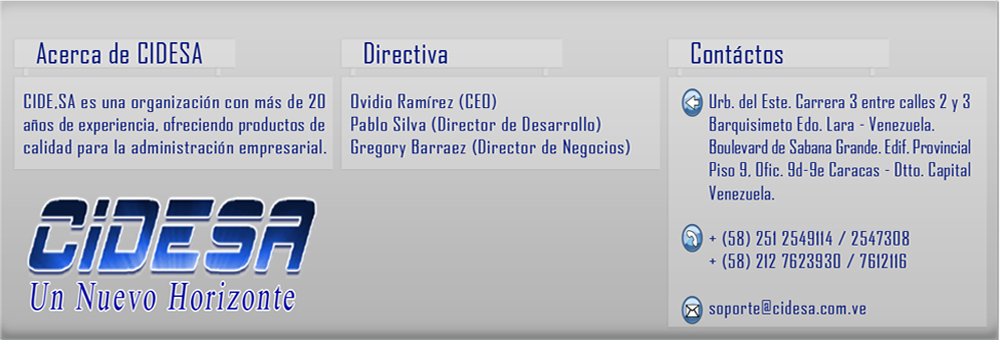 Acerca de CIDESA
CIDE.SA es una organización con más de 20
años de experiencia, ofreciendo productos de
calidad para la administración empresarial.
CiDESA
Un Nuevo Horizonte
Directiva
Ovidio Ramírez (CEO)
Pablo Silva (Director de Desarrollo)
Gregory Barraez (Director de Negocios)
Contáctos
Urb. del Este. Carrera 3 entre calles 2 y 3
Barquisimeto Edo. Lara - Venezuela.
Boulevard de Sabana Grande. Edif. Provincial
Piso 9, Ofic. 9d-9e Caracas - Dtto. Capital
Venezuela.
+ (58) 251 2549114 / 2547308
+ (58) 212 7623930 / 7612116
soporte@cidesa.com.ve